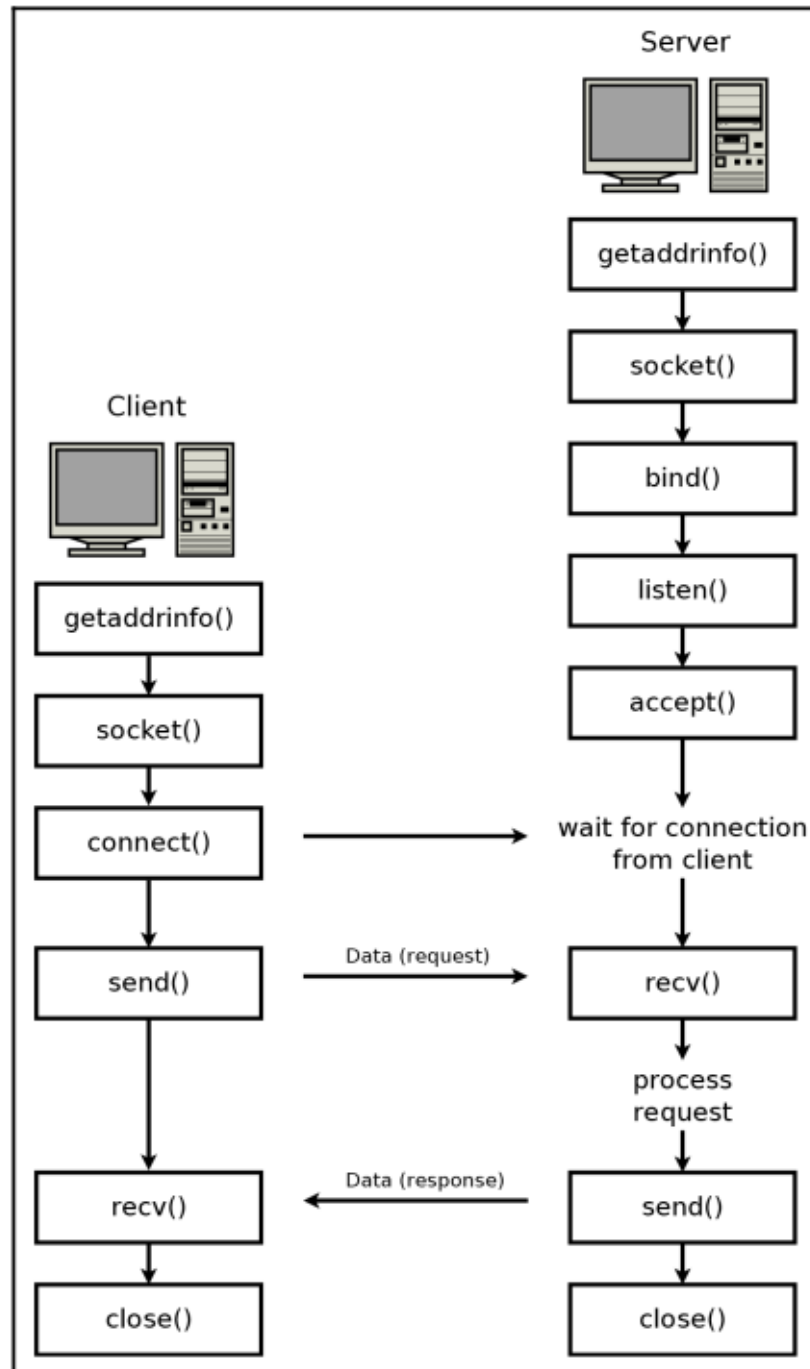 Server
getaddrinfo()
socket()
bind()
listen()
accept()
wait for connection
from client
recv()
process
request
send()
close()
Client
getaddrinfo()
socket()
connect()
send()
recv()
close()
Data (request)
Data (response)